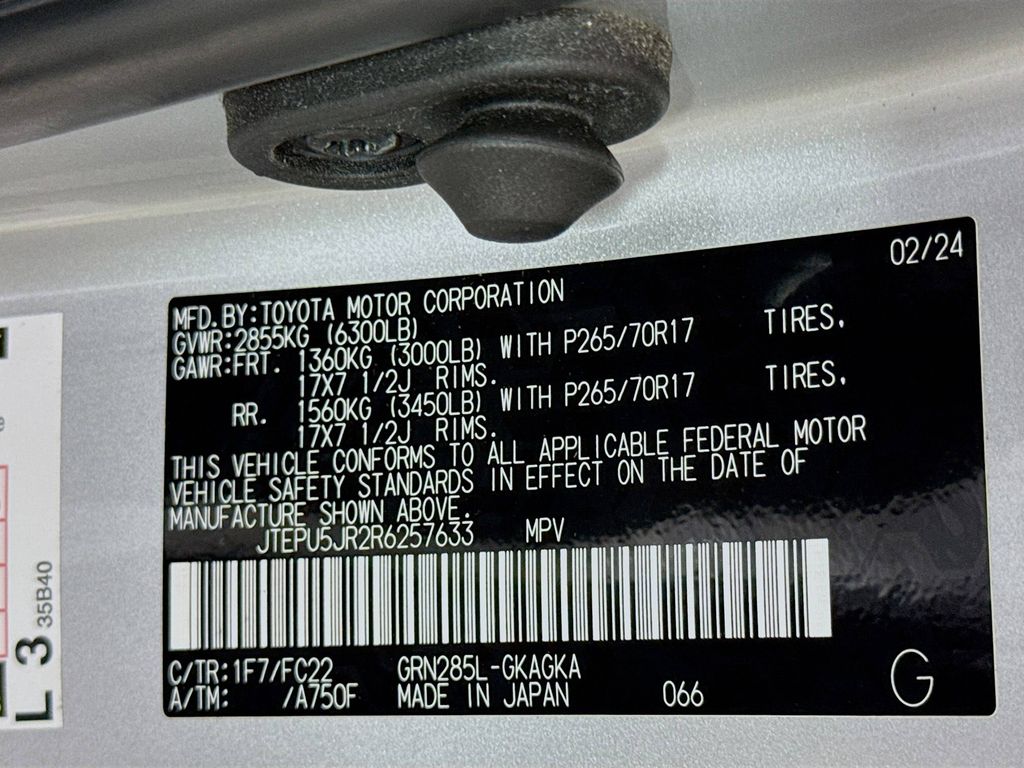 02/24
MFD.BY:TOYOTA MOTOR CORPORATION
GVWR:2855KG (6300LB)
GAWR:FRT. 1360KG (3000LB) WITH P265/70R17 TIRES.
17X7 1/2J RIMS.
RR. 1560KG (3450LB) WITH P265/70R17 TIRES.
17X7 1/2J RIMS.
THIS VEHICLE CONFORMS TO ALL APPLICABLE FEDERAL MOTOR
VEHICLE SAFETY STANDARDS IN EFFECT ON THE DATE OF
MANUFACTURE SHOWN ABOVE.
JTEPU5JR2R6257633 MPV
C/TR:1F7/FC22 GRN285L-GKAGKA
A/TM: /A750F MADE IN JAPAN 066
G
L 3
35B40